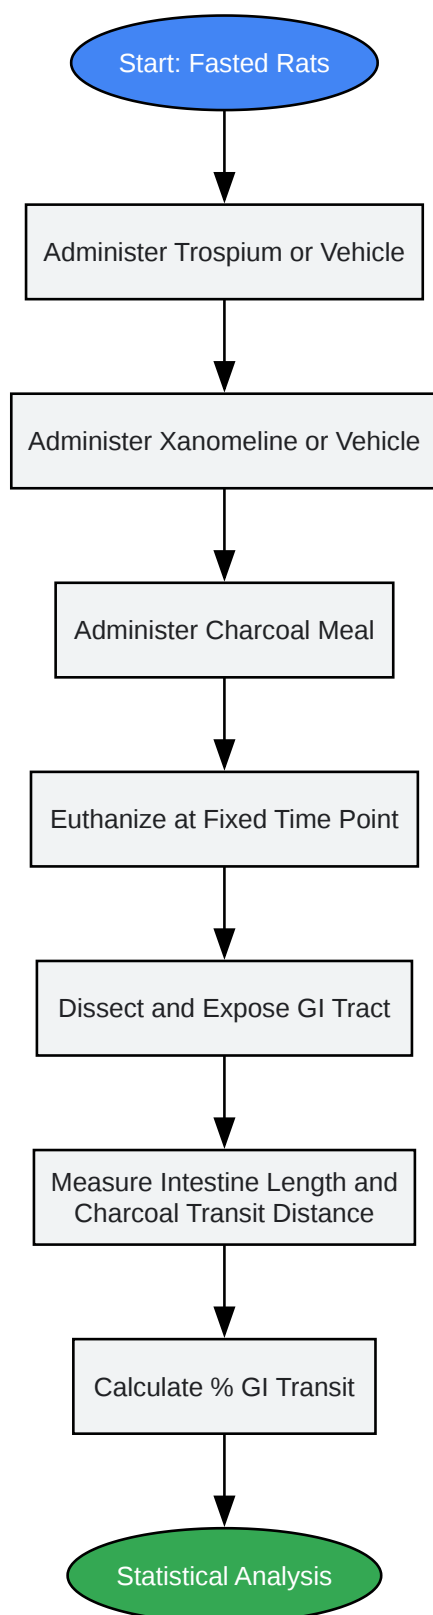 Start: Fasted Rats
Administer Trospium or Vehicle
Administer Xanomeline or Vehicle
Administer Charcoal Meal
Euthanize at Fixed Time Point
Dissect and Expose GI Tract
Measure Intestine Length and
Charcoal Transit Distance
Calculate % GI Transit
Statistical Analysis